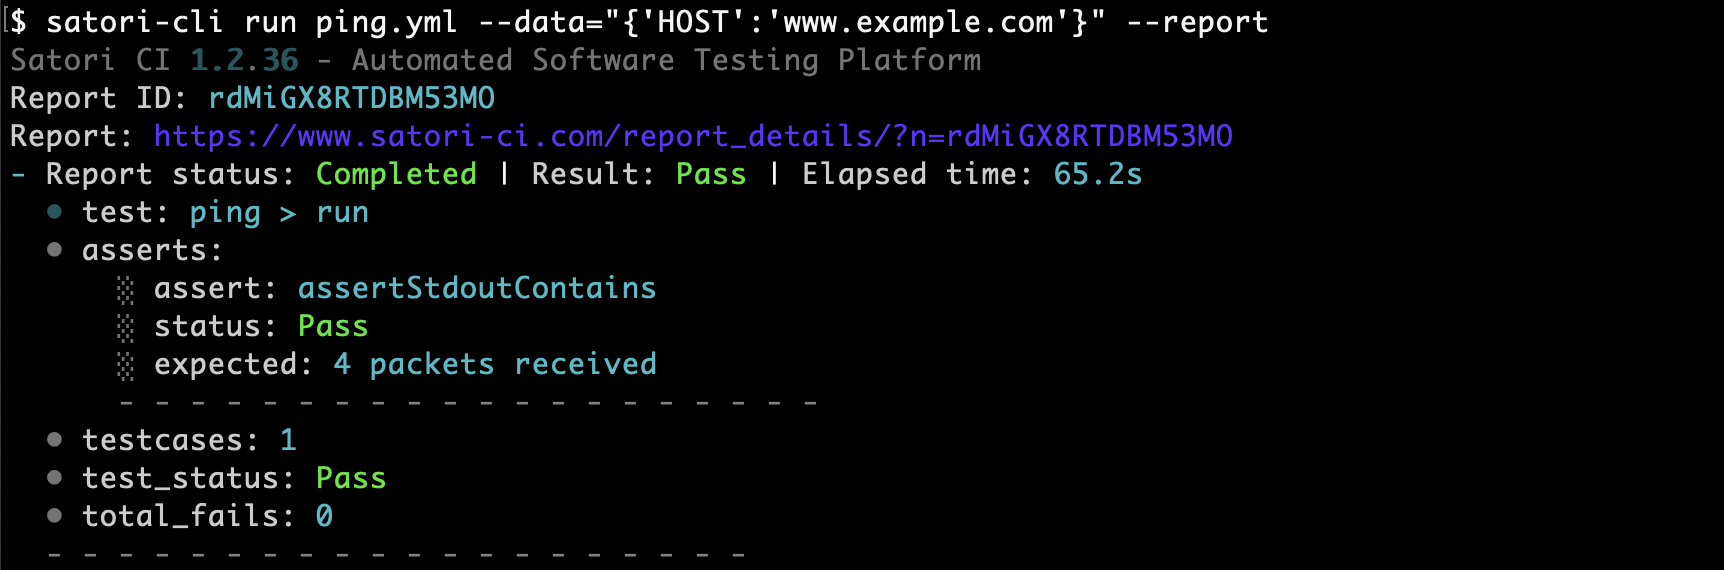 $ satori-cli run ping.yml --data="{'HOST':'www.example.com'}" --report
Satori CI 1.2.36 - Automated Software Testing Platform
Report ID: rdMiGX8RTDBM53MO
Report: https://www.satori-ci.com/report_details/?n=rdMiGX8RTDBM53MO
- Report status: Completed | Result: Pass | Elapsed time: 65.2s
● test: ping > run
● asserts:
░ assert: assertStdoutContains
░ status: Pass
░ expected: 4 packets received
- - - - - - - - - - - - - - - - - - - -
● testcases: 1
● test_status: Pass
● total_fails: 0
- - - - - - - - - - - - - - - - - - - -